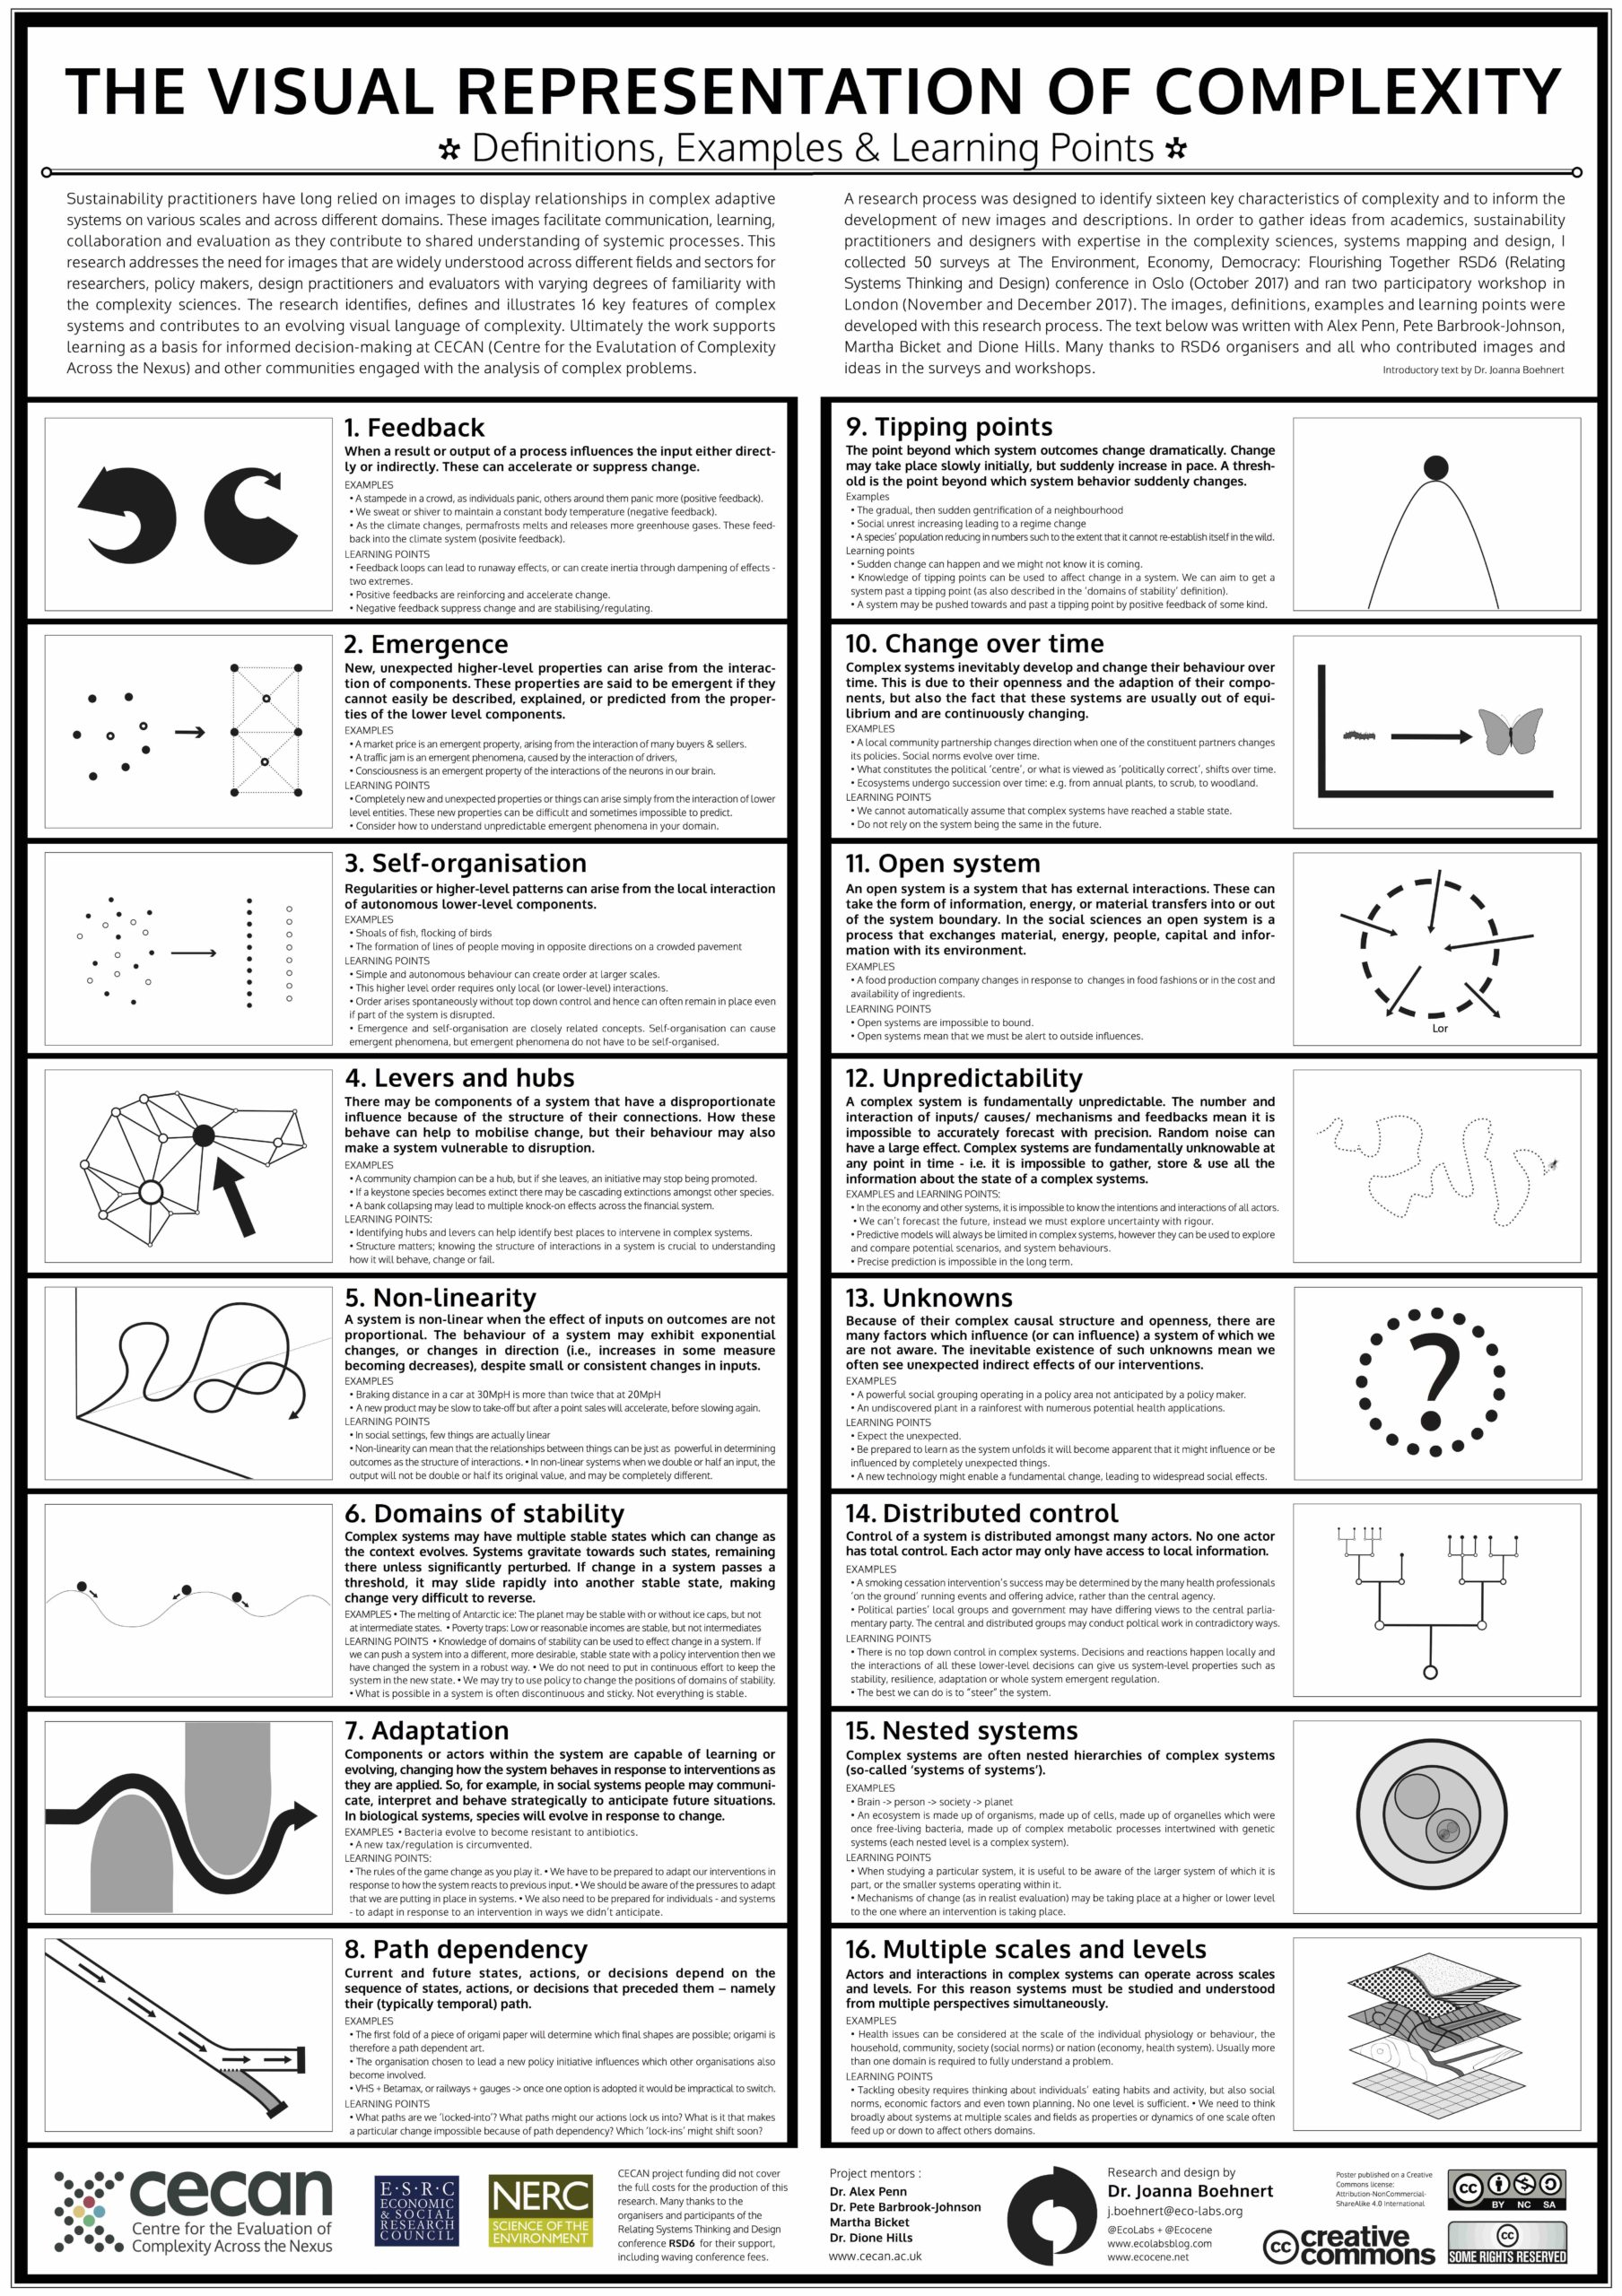 THE VISUAL REPRESENTATION OF COMPLEXITY
Definitions, Examples & Learning Points
Sustainability practitioners have long relied on images to display relationships in complex adaptive
systems on various scales and across different domains. These images facilitate communication, learning,
collaboration and evaluation as they contribute to shared understanding of systemic processes. This
research addresses the need for images that are widely understood across different fields and sectors for
researchers, policy makers, design practitioners and evaluators with varying degrees of familiarity with
the complexity sciences. The research identifies, defines and illustrates 16 key features of complex
systems and contributes to an evolving visual language of complexity. Ultimately the work supports
learning as a basis for informed decision-making at CECAN (Centre for the Evalutation of Complexity
Across the Nexus) and other communities engaged with the analysis of complex problems.
A research process was designed to identify sixteen key characteristics of complexity and to inform the
development of new images and descriptions. In order to gather ideas from academics, sustainability
practitioners and designers with expertise in the complexity sciences, systems mapping and design, I
collected 50 surveys at The Environment, Economy, Democracy: Flourishing Together RSD6 (Relating
Systems Thinking and Design) conference in Oslo (October 2017) and ran two participatory workshop in
London (November and December 2017). The images, definitions, examples and learning points were
developed with this research process. The text below was written with Alex Penn, Pete Barbrook-Johnson,
Martha Bicket and Dione Hills. Many thanks to RSD6 organisers and all who contributed images and
ideas in the surveys and workshops.
Introductory text by Dr. Joanna Boehnert
1. Feedback
When a result or output of a process influences the input either direct-
ly or indirectly. These can accelerate or suppress change.
EXAMPLES
• A stampede in a crowd, as individuals panic, others around them panic more (positive feedback).
• We sweat or shiver to maintain a constant body temperature (negative feedback).
• As the climate changes, permafrosts melts and releases more greenhouse gases. These feed-
back into the climate system (posivite feedback).
LEARNING POINTS
• Feedback loops can lead to runaway effects, or can create inertia through dampening of effects -
two extremes.
• Positive feedbacks are reinforcing and accelerate change.
• Negative feedback suppress change and are stabilising/regulating.
2. Emergence
New, unexpected higher-level properties can arise from the interac-
tion of components. These properties are said to be emergent if they
cannot easily be described, explained, or predicted from the proper-
ties of the lower level components.
EXAMPLES
• A market price is an emergent property, arising from the interaction of many buyers & sellers.
• A traffic jam is an emergent phenomena, caused by the interaction of drivers,
• Consciousness is an emergent property of the interactions of the neurons in our brain.
LEARNING POINTS
• Completely new and unexpected properties or things can arise simply from the interaction of lower
level entities. These new properties can be difficult and sometimes impossible to predict.
• Consider how to understand unpredictable emergent phenomena in your domain.
3. Self-organisation
Regularities or higher-level patterns can arise from the local interaction
of autonomous lower-level components.
EXAMPLES
• Shoals of fish, flocking of birds
• The formation of lines of people moving in opposite directions on a crowded pavement
LEARNING POINTS
• Simple and autonomous behaviour can create order at larger scales.
• This higher level order requires only local (or lower-level) interactions.
• Order arises spontaneously without top down control and hence can often remain in place even
if part of the system is disrupted.
• Emergence and self-organisation are closely related concepts. Self-organisation can cause
emergent phenomena, but emergent phenomena do not have to be self-organised.
4. Levers and hubs
There may be components of a system that have a disproportionate
influence because of the structure of their connections. How these
behave can help to mobilise change, but their behaviour may also
make a system vulnerable to disruption.
EXAMPLES
• A community champion can be a hub, but if she leaves, an initiative may stop being promoted.
• If a keystone species becomes extinct there may be cascading extinctions amongst other species.
• A bank collapsing may lead to multiple knock-on effects across the financial system.
LEARNING POINTS:
• Identifying hubs and levers can help identify best places to intervene in complex systems.
• Structure matters; knowing the structure of interactions in a system is crucial to understanding
how it will behave, change or fail.
5. Non-linearity
A system is non-linear when the effect of inputs on outcomes are not
proportional. The behaviour of a system may exhibit exponential
changes, or changes in direction (i.e., increases in some measure
becoming decreases), despite small or consistent changes in inputs.
EXAMPLES
• Braking distance in a car at 30MpH is more than twice that at 20MpH
• A new product may be slow to take-off but after a point sales will accelerate, before slowing again.
LEARNING POINTS
• In social settings, few things are actually linear
• Non-linearity can mean that the relationships between things can be just as powerful in determining
outcomes as the structure of interactions. • In non-linear systems when we double or half an input, the
output will not be double or half its original value, and may be completely different.
6. Domains of stability
Complex systems may have multiple stable states which can change as
the context evolves. Systems gravitate towards such states, remaining
there unless significantly perturbed. If change in a system passes a
threshold, it may slide rapidly into another stable state, making
change very difficult to reverse.
EXAMPLES • The melting of Antarctic ice: The planet may be stable with or without ice caps, but not
at intermediate states. • Poverty traps: Low or reasonable incomes are stable, but not intermediates
LEARNING POINTS • Knowledge of domains of stability can be used to effect change in a system. If
we can push a system into a different, more desirable, stable state with a policy intervention then we
have changed the system in a robust way. • We do not need to put in continuous effort to keep the
system in the new state. • We may try to use policy to change the positions of domains of stability.
• What is possible in a system is often discontinuous and sticky. Not everything is stable.
7. Adaptation
Components or actors within the system are capable of learning or
evolving, changing how the system behaves in response to interventions as
they are applied. So, for example, in social systems people may communi-
cate, interpret and behave strategically to anticipate future situations.
In biological systems, species will evolve in response to change.
EXAMPLES • Bacteria evolve to become resistant to antibiotics.
• A new tax/regulation is circumvented.
LEARNING POINTS:
• The rules of the game change as you play it. • We have to be prepared to adapt our interventions in
response to how the system reacts to previous input. • We should be aware of the pressures to adapt
that we are putting in place in systems. • We also need to be prepared for individuals - and systems
- to adapt in response to an intervention in ways we didn't anticipate.
8. Path dependency
Current and future states, actions, or decisions depend on the
sequence of states, actions, or decisions that preceded them – namely
their (typically temporal) path.
EXAMPLES
• The first fold of a piece of origami paper will determine which final shapes are possible; origami is
therefore a path dependent art.
• The organisation chosen to lead a new policy initiative influences which other organisations also
become involved.
• VHS + Betamax, or railways + gauges -> once one option is adopted it would be impractical to switch.
LEARNING POINTS
• What paths are we 'locked-into'? What paths might our actions lock us into? What is it that makes
a particular change impossible because of path dependency? Which 'lock-ins' might shift soon?
9. Tipping points
The point beyond which system outcomes change dramatically. Change
may take place slowly initially, but suddenly increase in pace. A thresh-
old is the point beyond which system behavior suddenly changes.
Examples
• The gradual, then sudden gentrification of a neighbourhood
• Social unrest increasing leading to a regime change
• A species' population reducing in numbers such to the extent that it cannot re-establish itself in the wild.
Learning points
• Sudden change can happen and we might not know it is coming.
• Knowledge of tipping points can be used to affect change in a system. We can aim to get a
system past a tipping point (as also described in the 'domains of stability' definition).
• A system may be pushed towards and past a tipping point by positive feedback of some kind.
10. Change over time
Complex systems inevitably develop and change their behaviour over
time. This is due to their openness and the adaption of their compo-
nents, but also the fact that these systems are usually out of equi-
librium and are continuously changing.
EXAMPLES
• A local community partnership changes direction when one of the constituent partners changes
its policies. Social norms evolve over time.
• What constitutes the political 'centre', or what is viewed as 'politically correct', shifts over time.
• Ecosystems undergo succession over time: e.g. from annual plants, to scrub, to woodland.
LEARNING POINTS
• We cannot automatically assume that complex systems have reached a stable state.
• Do not rely on the system being the same in the future.
11. Open system
An open system is a system that has external interactions. These can
take the form of information, energy, or material transfers into or out
of the system boundary. In the social sciences an open system is a
process that exchanges material, energy, people, capital and infor-
mation with its environment.
EXAMPLES
• A food production company changes in response to changes in food fashions or in the cost and
availability of ingredients.
LEARNING POINTS
• Open systems are impossible to bound.
• Open systems mean that we must be alert to outside influences.
Lor
12. Unpredictability
A complex system is fundamentally unpredictable. The number and
interaction of inputs/ causes/ mechanisms and feedbacks mean it is
impossible to accurately forecast with precision. Random noise can
have a large effect. Complex systems are fundamentally unknowable at
any point in time - i.e. it is impossible to gather, store & use all the
information about the state of a complex systems.
EXAMPLES and LEARNING POINTS:
• In the economy and other systems, it is impossible to know the intentions and interactions of all actors.
• We can't forecast the future, instead we must explore uncertainty with rigour.
• Predictive models will always be limited in complex systems, however they can be used to explore
and compare potential scenarios, and system behaviours.
• Precise prediction is impossible in the long term.
13. Unknowns
Because of their complex causal structure and openness, there are
many factors which influence (or can influence) a system of which we
are not aware. The inevitable existence of such unknowns mean we
often see unexpected indirect effects of our interventions.
EXAMPLES
• A powerful social grouping operating in a policy area not anticipated by a policy maker.
• An undiscovered plant in a rainforest with numerous potential health applications.
LEARNING POINTS
• Expect the unexpected.
• Be prepared to learn as the system unfolds it will become apparent that it might influence or be
influenced by completely unexpected things.
• A new technology might enable a fundamental change, leading to widespread social effects.
?
14. Distributed control
Control of a system is distributed amongst many actors. No one actor
has total control. Each actor may only have access to local information.
EXAMPLES
• A smoking cessation intervention's success may be determined by the many health professionals
'on the ground' running events and offering advice, rather than the central agency.
• Political parties' local groups and government may have differing views to the central parlia-
mentary party. The central and distributed groups may conduct poltical work in contradictory ways.
LEARNING POINTS
• There is no top down control in complex systems. Decisions and reactions happen locally and
the interactions of all these lower-level decisions can give us system-level properties such as
stability, resilience, adaptation or whole system emergent regulation.
• The best we can do is to "steer" the system.
15. Nested systems
Complex systems are often nested hierarchies of complex systems
(so-called 'systems of systems').
EXAMPLES
• Brain -> person -> society -> planet
• An ecosystem is made up of organisms, made up of cells, made up of organelles which were
once free-living bacteria, made up of complex metabolic processes intertwined with genetic
systems (each nested level is a complex system).
LEARNING POINTS
• When studying a particular system, it is useful to be aware of the larger system of which it is
part, or the smaller systems operating within it.
• Mechanisms of change (as in realist evaluation) may be taking place at a higher or lower level
to the one where an intervention is taking place.
16. Multiple scales and levels
Actors and interactions in complex systems can operate across scales
and levels. For this reason systems must be studied and understood
from multiple perspectives simultaneously.
EXAMPLES
• Health issues can be considered at the scale of the individual physiology or behaviour, the
household, community, society (social norms) or nation (economy, health system). Usually more
than one domain is required to fully understand a problem.
LEARNING POINTS
• Tackling obesity requires thinking about individuals' eating habits and activity, but also social
norms, economic factors and even town planning. No one level is sufficient. • We need to think
broadly about systems at multiple scales and fields as properties or dynamics of one scale often
feed up or down to affect others domains.
cecan
Centre for the Evaluation of
Complexity Across the Nexus
E·S·R·C
ECONOMIC
& SOCIAL
RESEARCH
COUNCIL
NERC
SCIENCE OF THE
ENVIRONMENT
CECAN project funding did not cover
the full costs for the production of this
research. Many thanks to the
organisers and participants of the
Relating Systems Thinking and Design
conference RSD6 for their support,
including waving conference fees.
Project mentors :
Dr. Alex Penn
Dr. Pete Barbrook-Johnson
Martha Bicket
Dr. Dione Hills
www.cecan.ac.uk
Research and design by
Dr. Joanna Boehnert
j.boehnert@eco-labs.org
@EcoLabs + @Ecocene
www.ecolabsblog.com
www.ecocene.net
Poster published on a Creative
Commons license:
Attribution-NonCommercial-
ShareAlike 4.0 International
cc
BY NC SA
cc creative
commons
cc
SOME RIGHTS RESERVED